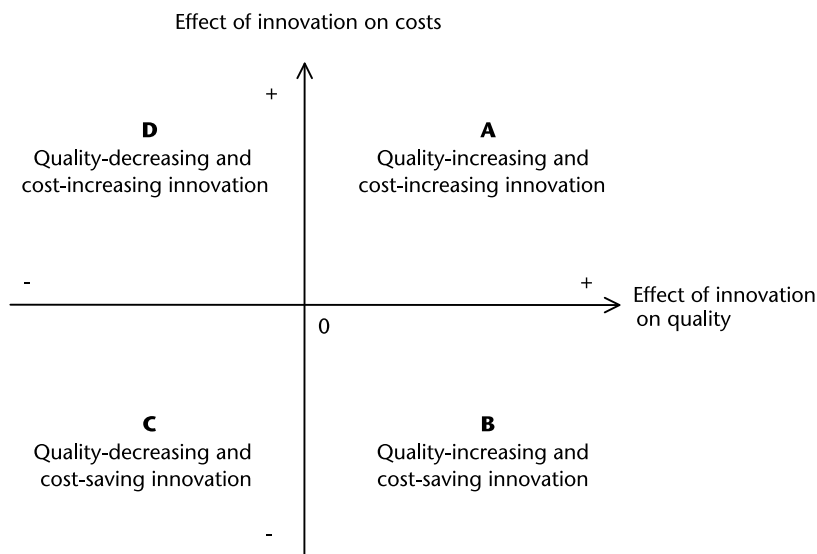 Effect of innovation on costs
+
D
Quality-decreasing and
cost-increasing innovation
A
Quality-increasing and
cost-increasing innovation
-
+
Effect of innovation
on quality
0
C
Quality-decreasing and
cost-saving innovation
B
Quality-increasing and
cost-saving innovation
-